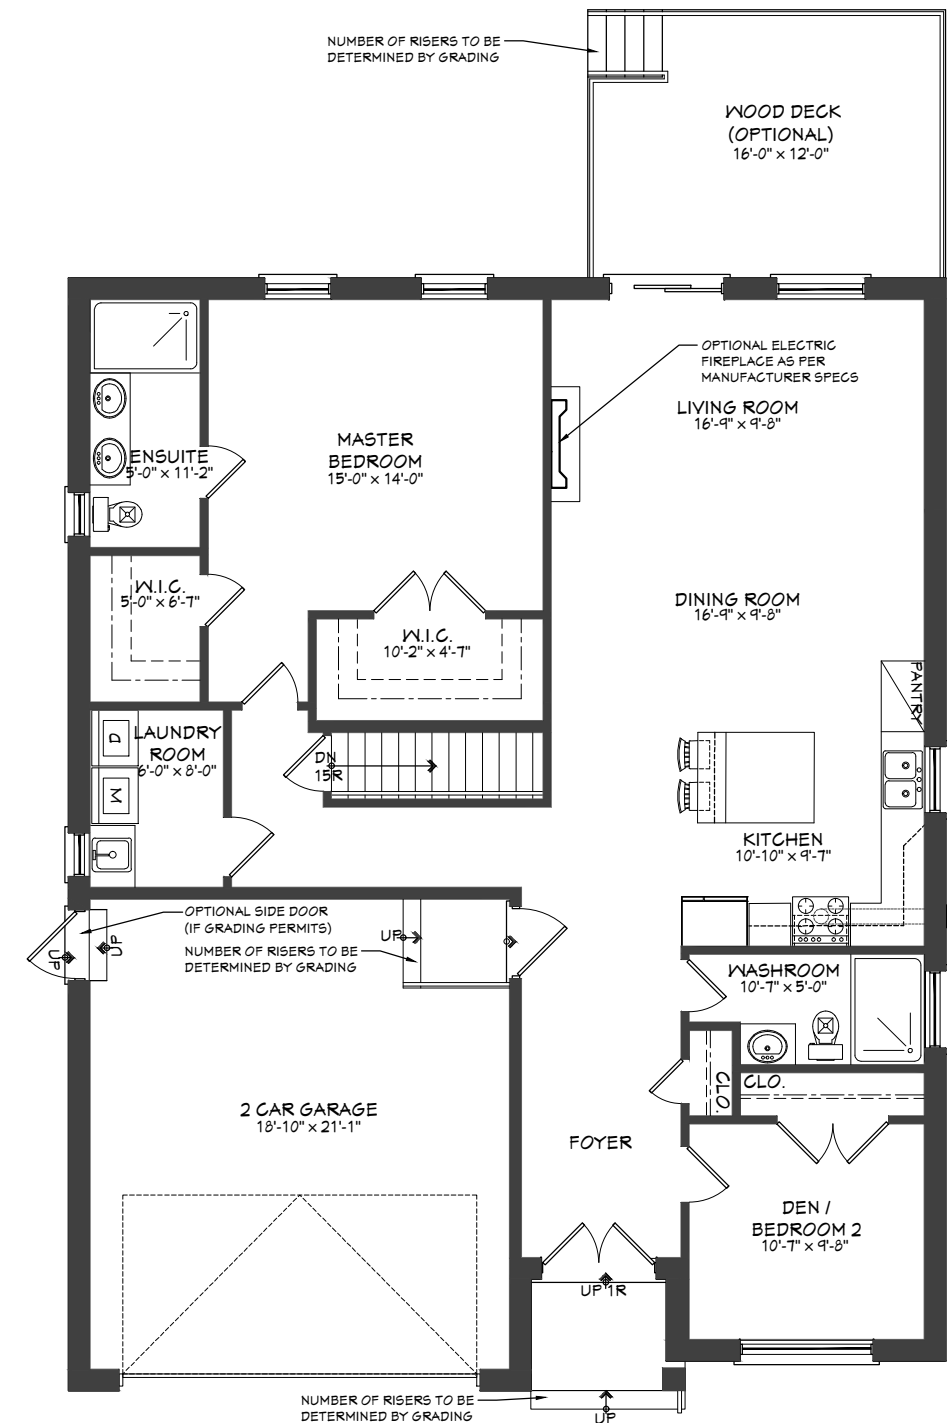 NUMBER OF RISERS TO BE
DETERMINED BY GRADING
WOOD DECK
(OPTIONAL)
16'-0" x 12'-0"
OPTIONAL ELECTRIC
FIREPLACE AS PER
MANUFACTURER SPECS
LIVING ROOM
16'-9" x 9'-8"
MASTER
BEDROOM
15'-0" x 14'-0"
ENSUITE
5'-0" x 11'-2"
W.I.C.
5'-0" x 6'-7"
DINING ROOM
16'-9" x 9'-8"
W.I.C.
10'-2" x 4'-7"
PANTRY
LAUNDRY
ROOM
6'-0" x 8'-0"
D
M
DN
15R
KITCHEN
10'-10" x 9'-7"
OPTIONAL SIDE DOOR
(IF GRADING PERMITS)
UP
UP
UP
NUMBER OF RISERS TO BE
DETERMINED BY GRADING
WASHROOM
10'-7" x 5'-0"
CLO.
CLO.
2 CAR GARAGE
18'-10" x 21'-1"
FOYER
DEN /
BEDROOM 2
10'-7" x 9'-8"
UP 1R
NUMBER OF RISERS TO BE
DETERMINED BY GRADING
UP